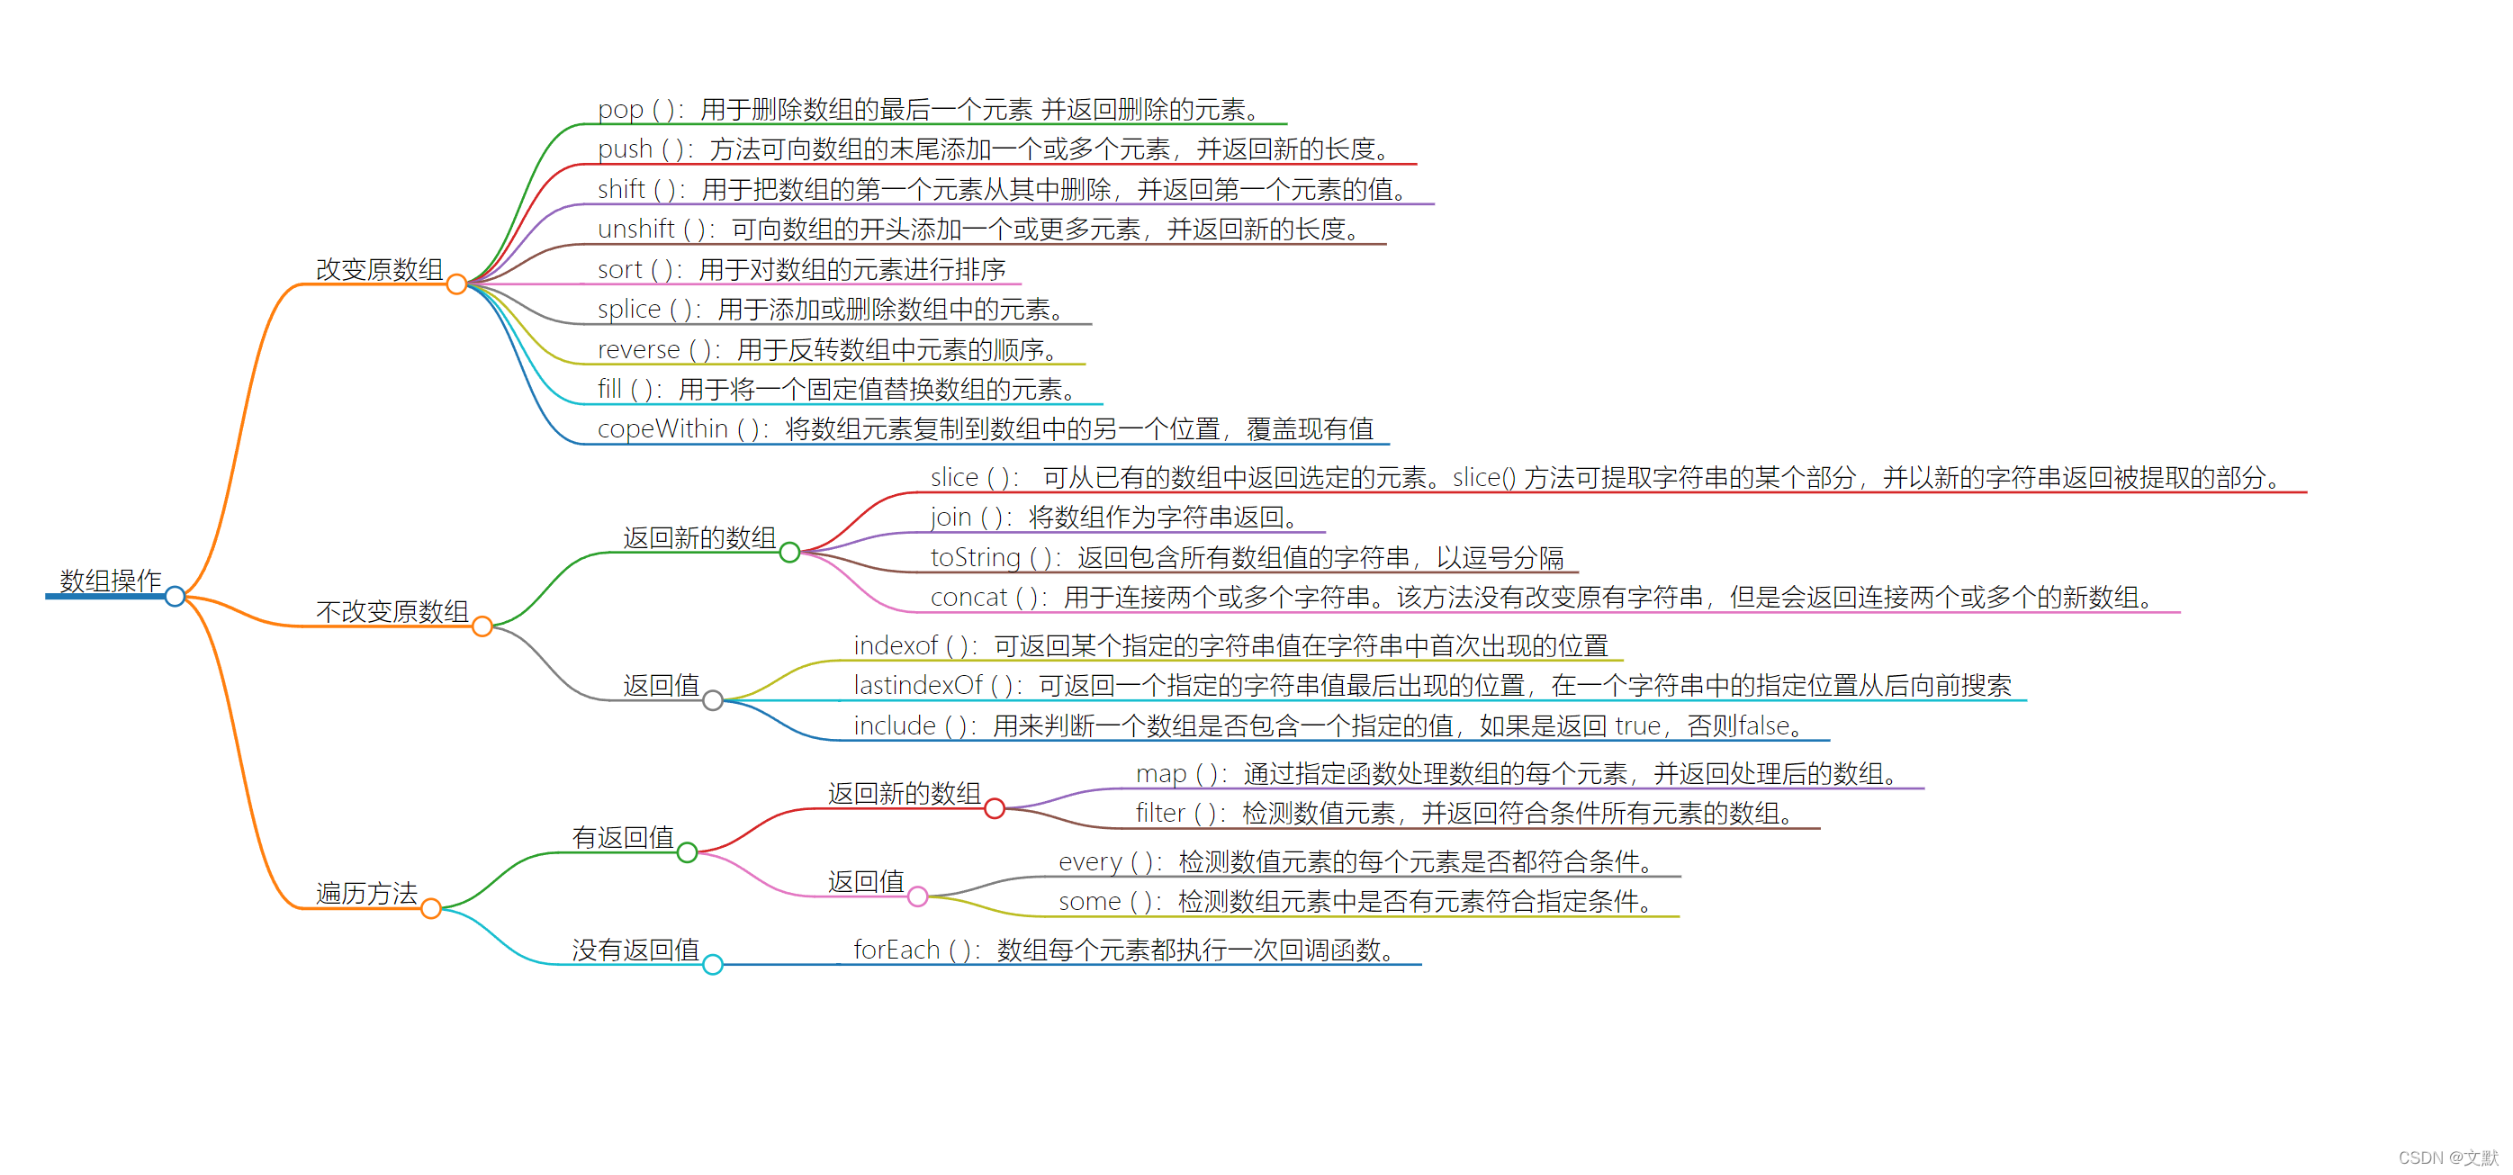 pop ( )：用于删除数组的最后一个元素 并返回删除的元素。
push ( )：方法可向数组的末尾添加一个或多个元素，并返回新的长度。
shift ( )：用于把数组的第一个元素从其中删除，并返回第一个元素的值。
unshift ( )：可向数组的开头添加一个或更多元素，并返回新的长度。
改变原数组
sort ( )：用于对数组的元素进行排序
splice ( )：用于添加或删除数组中的元素。
reverse ( )：用于反转数组中元素的顺序。
fill ( )：用于将一个固定值替换数组的元素。
copeWithin ( )：将数组元素复制到数组中的另一个位置，覆盖现有值
slice ( )： 可从已有的数组中返回选定的元素。slice() 方法可提取字符串的某个部分，并以新的字符串返回被提取的部分。
join ( )：将数组作为字符串返回。
返回新的数组
toString ( )：返回包含所有数组值的字符串，以逗号分隔
concat ( )：用于连接两个或多个字符串。该方法没有改变原有字符串，但是会返回连接两个或多个的新数组。
数组操作
不改变原数组
indexof ( )：可返回某个指定的字符串值在字符串中首次出现的位置
返回值
lastindexOf ( )：可返回一个指定的字符串值最后出现的位置，在一个字符串中的指定位置从后向前搜索
include ( )：用来判断一个数组是否包含一个指定的值，如果是返回 true，否则false。
map ( )：通过指定函数处理数组的每个元素，并返回处理后的数组。
返回新的数组
filter ( )：检测数值元素，并返回符合条件所有元素的数组。
有返回值
every ( )：检测数值元素的每个元素是否都符合条件。
返回值
some ( )：检测数组元素中是否有元素符合指定条件。
遍历方法
没有返回值
forEach ( )：数组每个元素都执行一次回调函数。
CSDN @文默